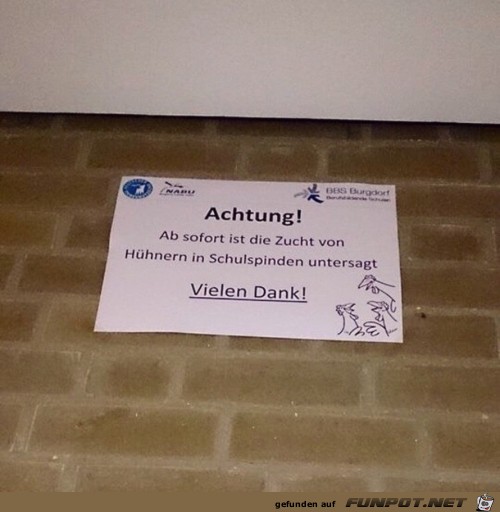 NABU
BBS Burgdorf
Berufsbildende Schulen
Achtung!
Ab sofort ist die Zucht von
Hühnern in Schulspinden untersagt
Vielen Dank!
gefunden auf FUNPOT.NET